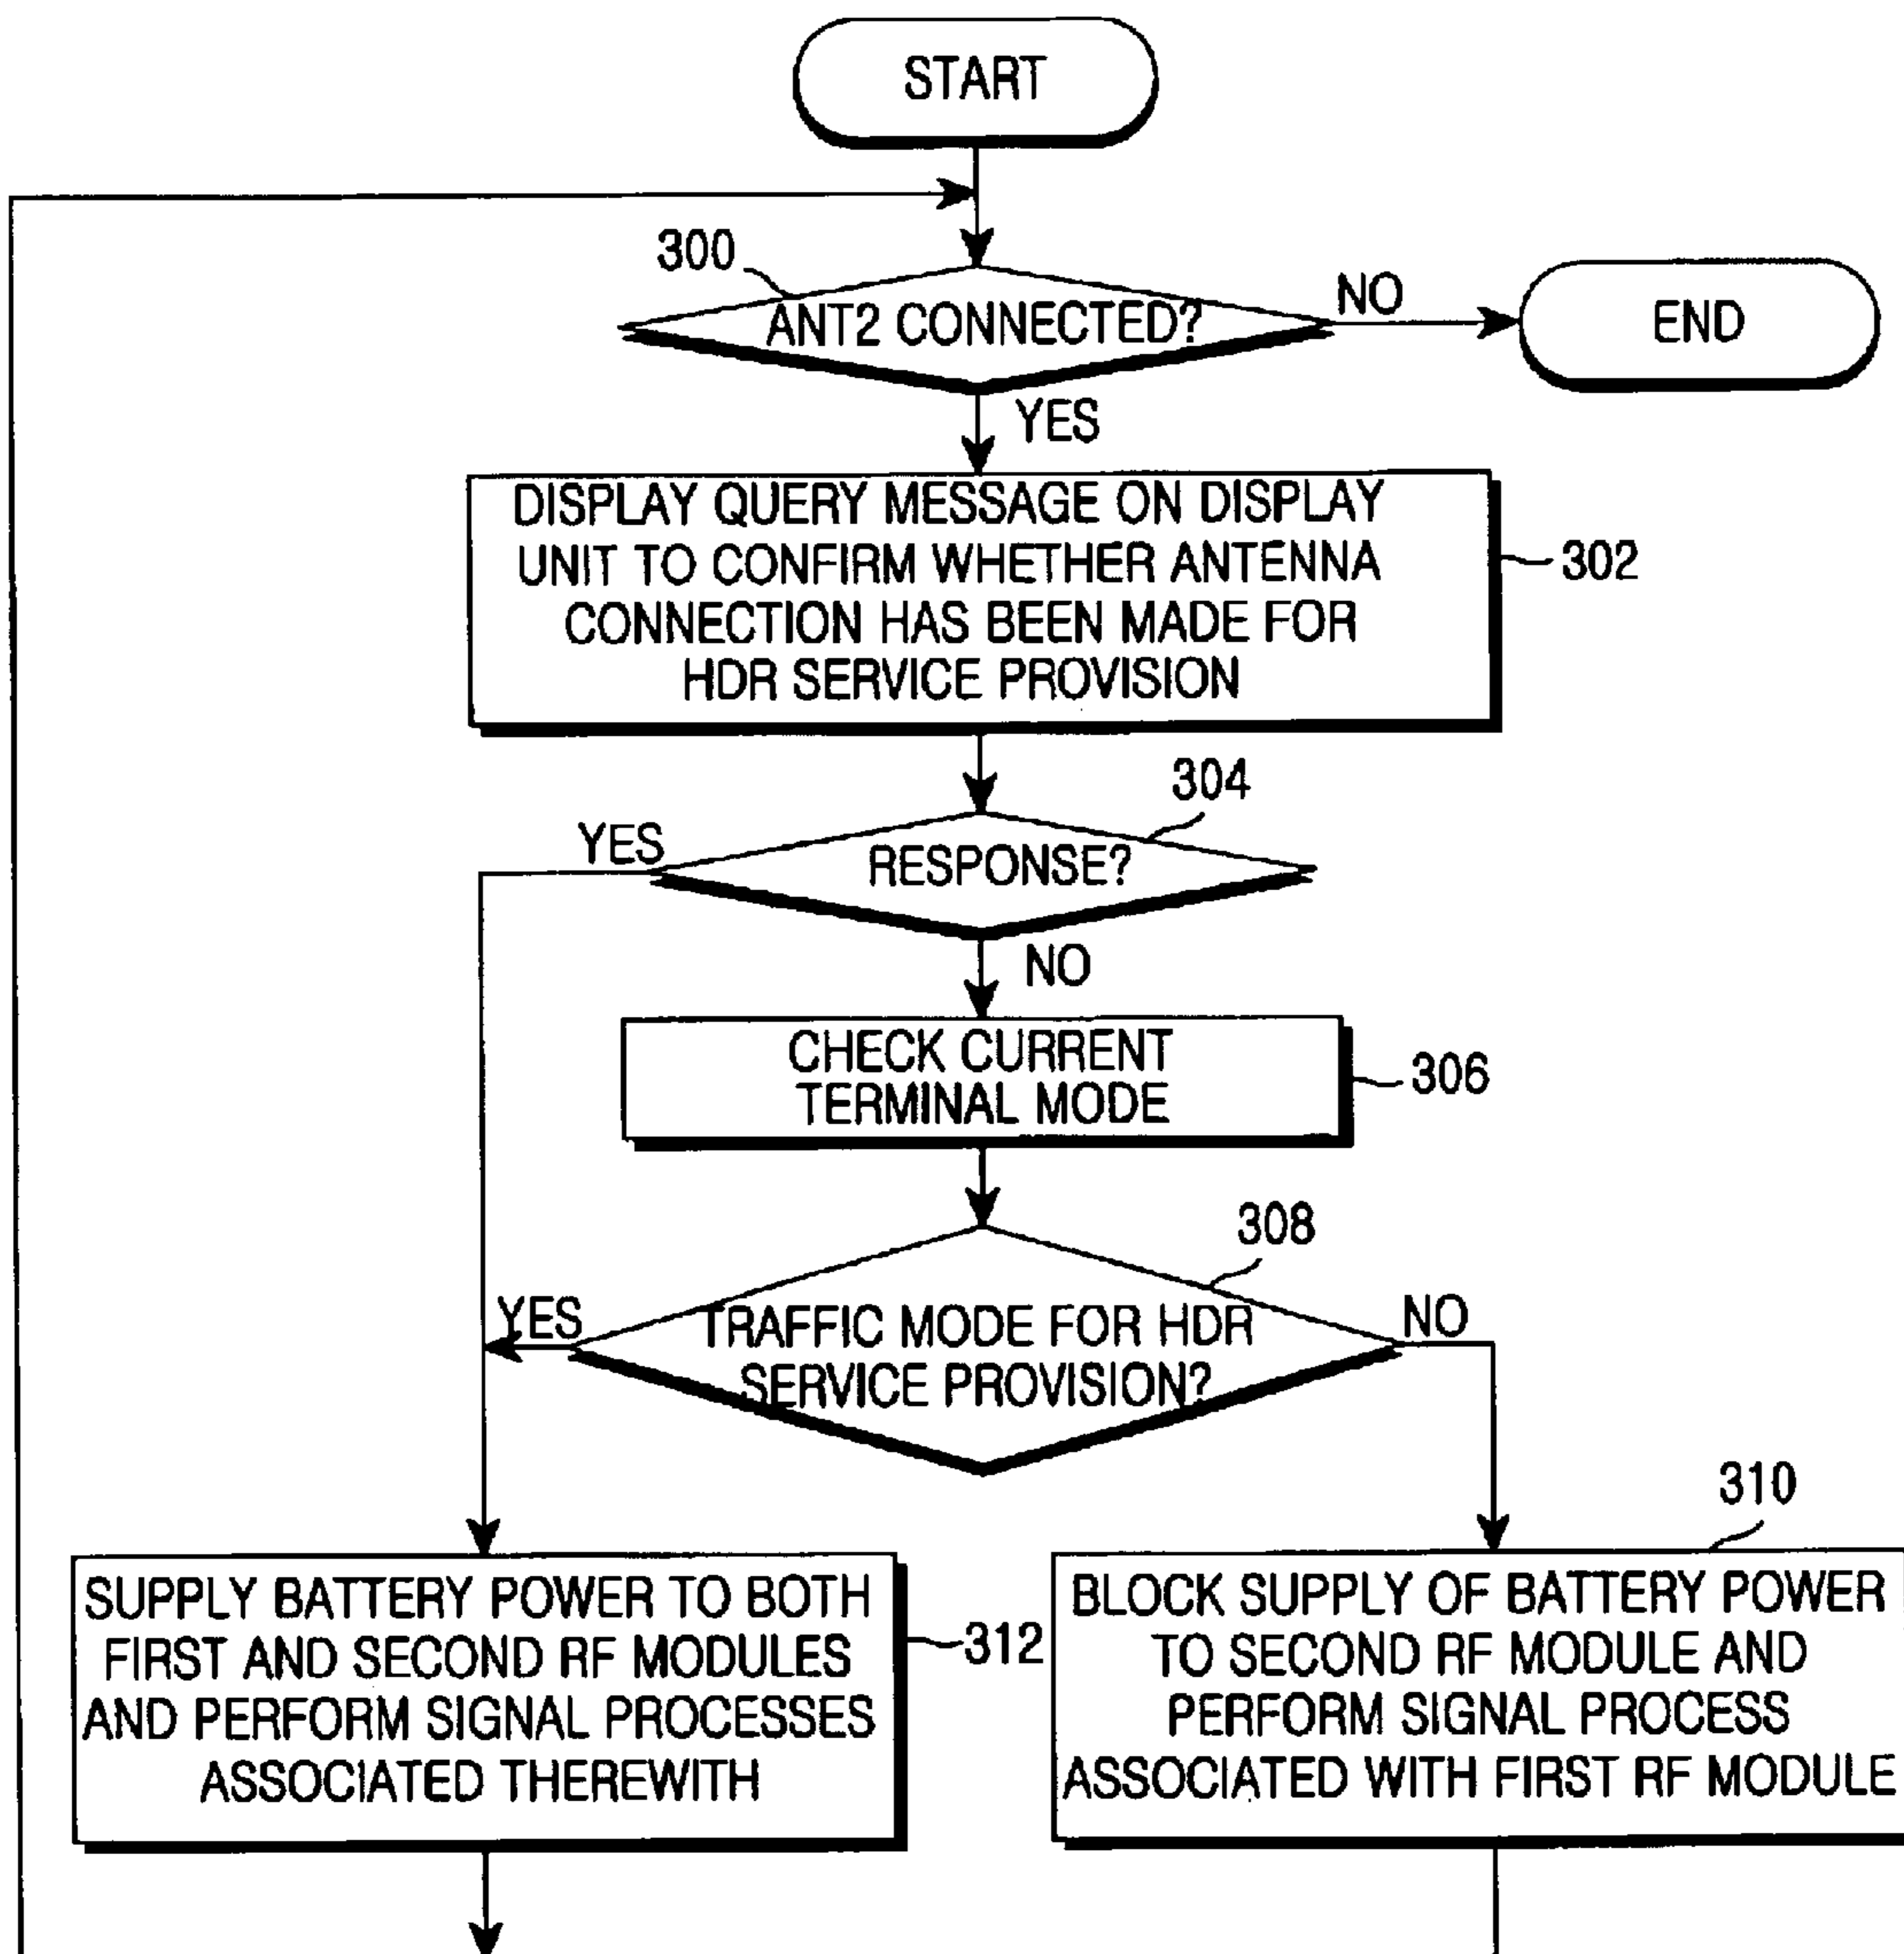 START
300
ANT2 CONNECTED?
NO
END
YES
DISPLAY QUERY MESSAGE ON DISPLAY
UNIT TO CONFIRM WHETHER ANTENNA
CONNECTION HAS BEEN MADE FOR
HDR SERVICE PROVISION
302
304
YES
RESPONSE?
NO
CHECK CURRENT
TERMINAL MODE
306
308
YES
TRAFFIC MODE FOR HDR
SERVICE PROVISION?
NO
310
SUPPLY BATTERY POWER TO BOTH
FIRST AND SECOND RF MODULES
AND PERFORM SIGNAL PROCESSES
ASSOCIATED THEREWITH
312
BLOCK SUPPLY OF BATTERY POWER
TO SECOND RF MODULE AND
PERFORM SIGNAL PROCESS
ASSOCIATED WITH FIRST RF MODULE